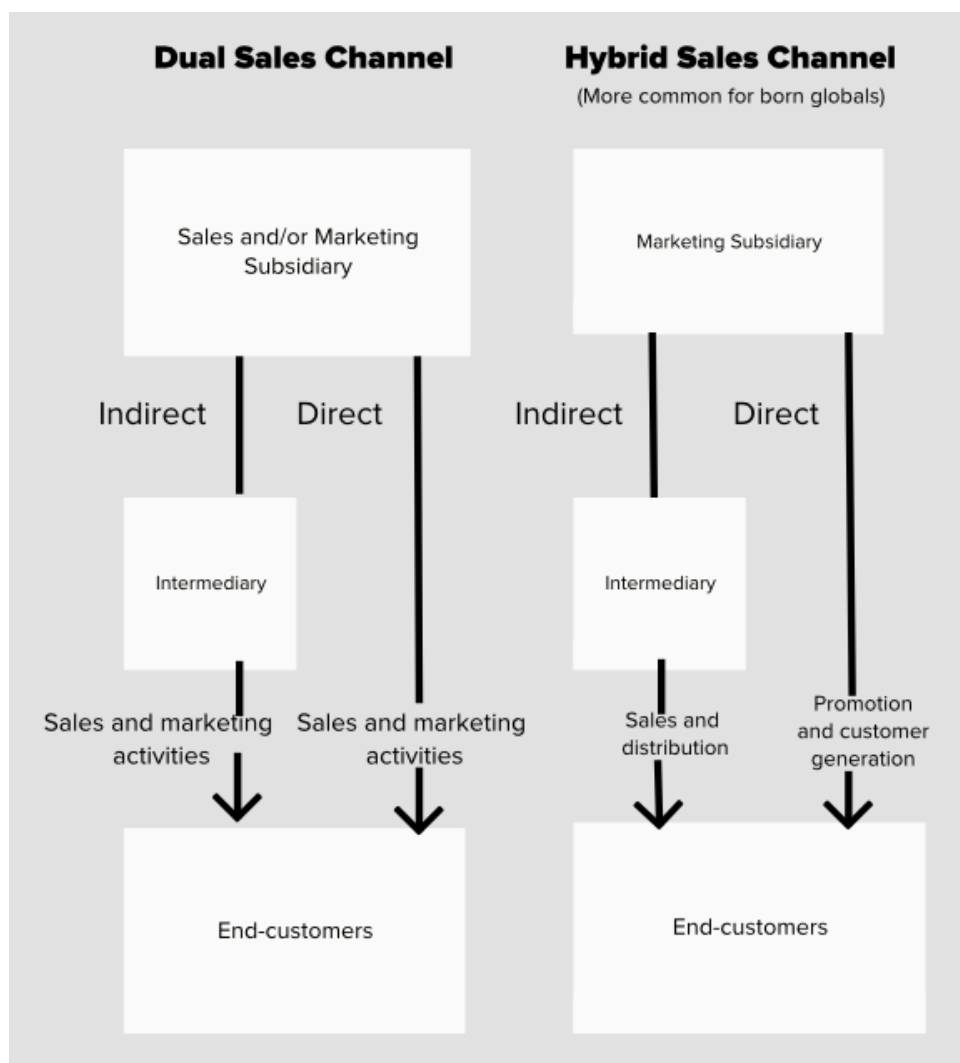 Dual Sales Channel
Sales and/or Marketing
Subsidiary
Indirect
Direct
Intermediary
Sales and marketing
activities
Sales and marketing
activities
End-customers
Hybrid Sales Channel
(More common for born globals)
Marketing Subsidiary
Indirect
Direct
Intermediary
Sales and
distribution
Promotion
and customer
generation
End-customers